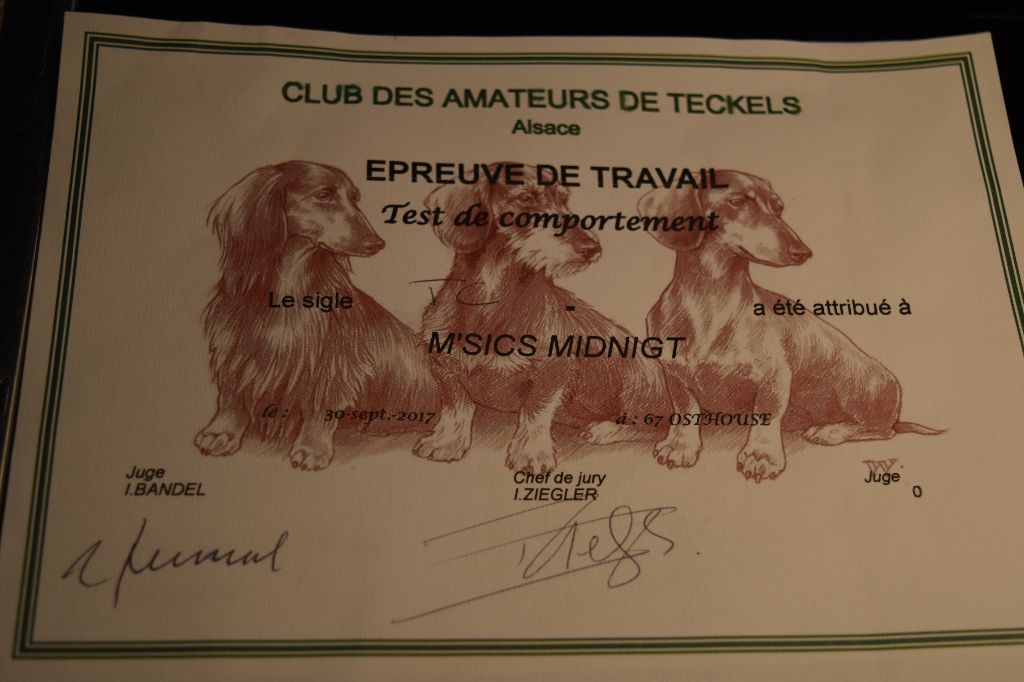 CLUB DES AMATEURS DE TECKELS
Alsace
EPREUVE DE TRAVAIL
Test de comportement
Le sigle TC - a été attribué à
M'SICS MIDNIGT
le : 30-sept.-2017 à : 67 OSTHOUSE
Juge Chef de jury Juge
I.BANDEL I.ZIEGLER 0